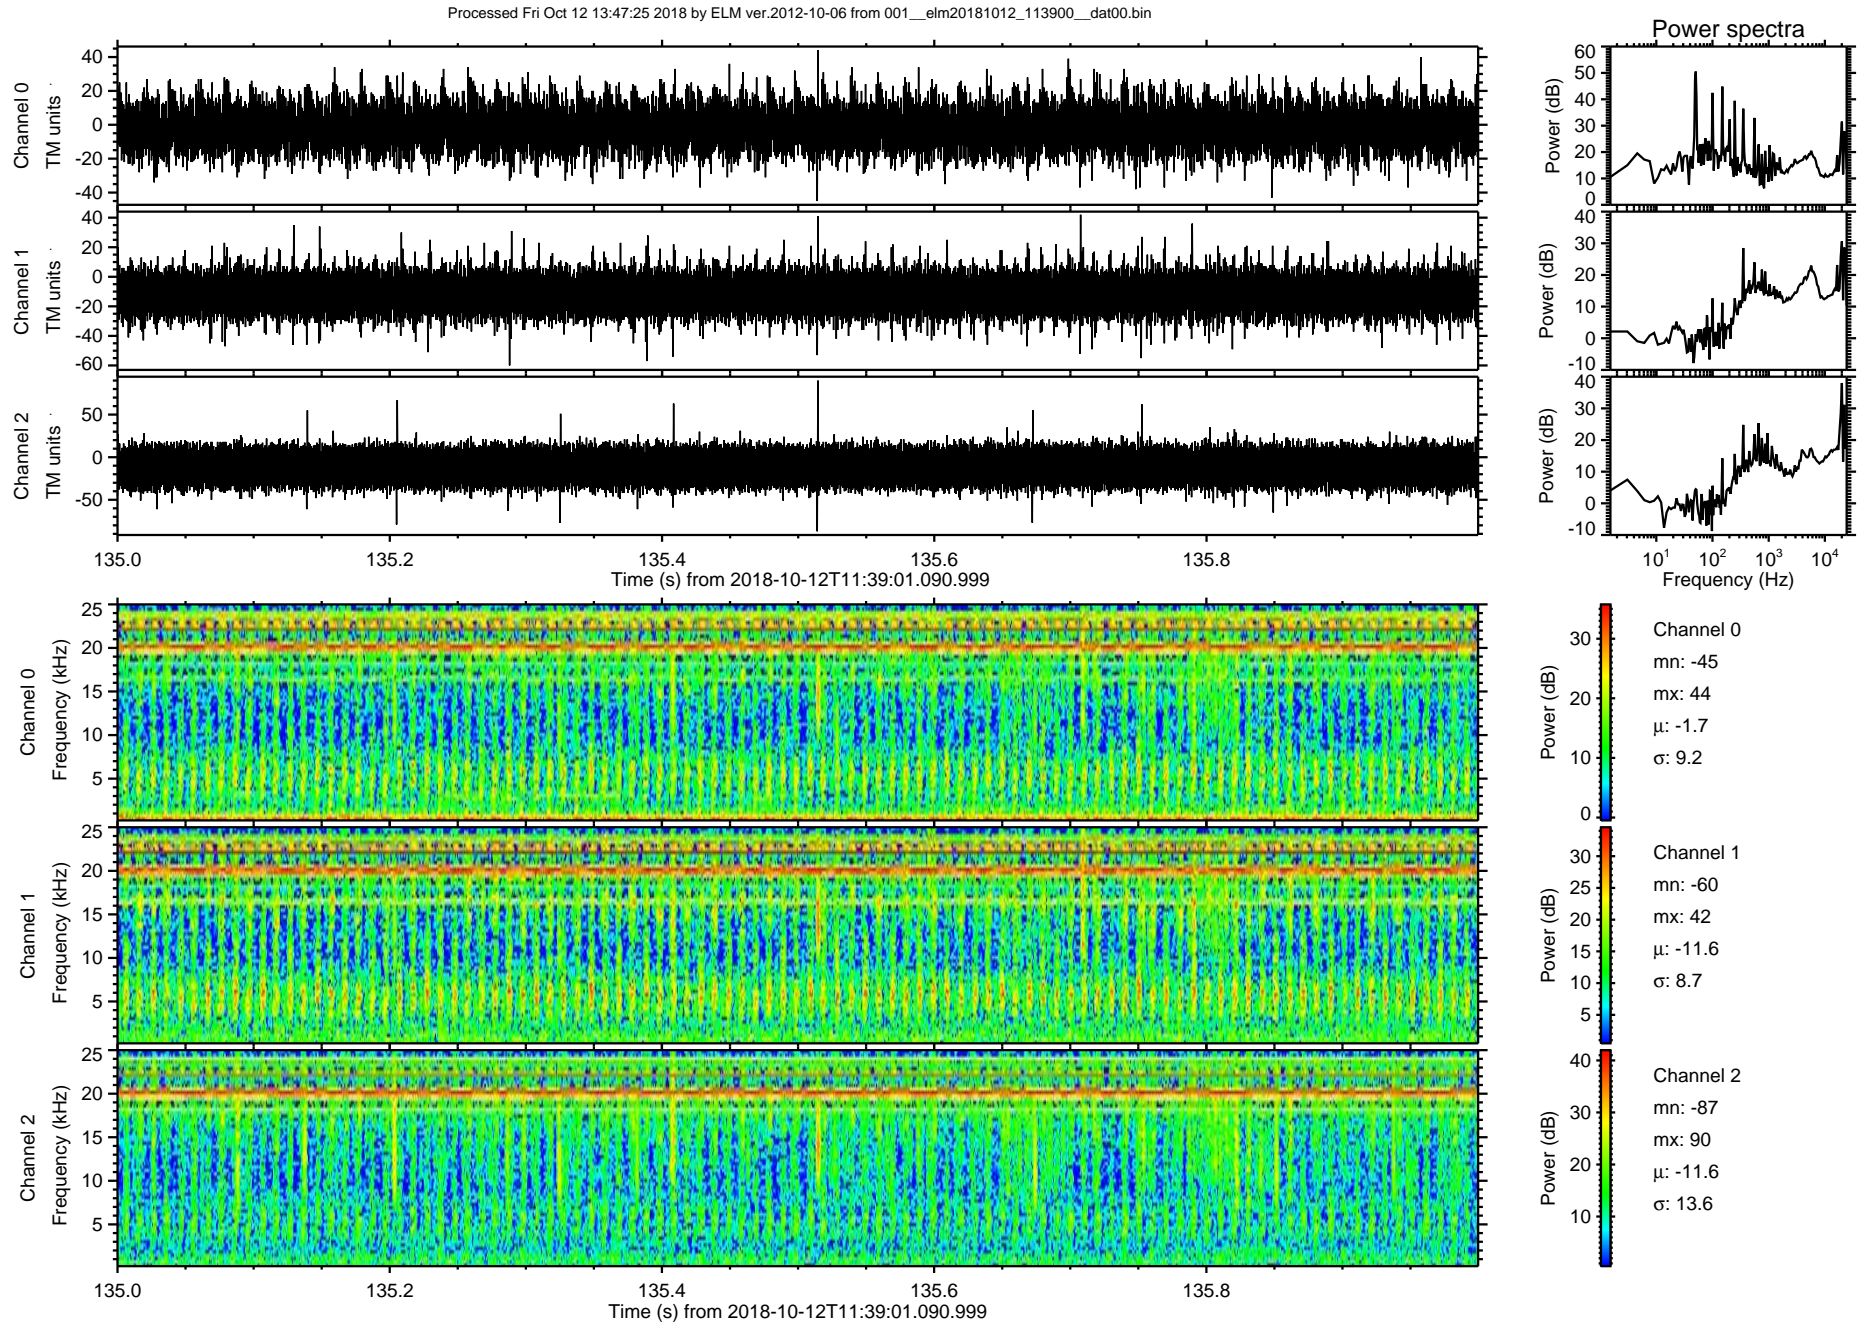 Processed Fri Oct 12 13:47:25 2018 by ELM ver.2012-10-06 from 001__elm20181012_113900__dat00.bin
Power spectra
Channel 0
TM units
40
20
0
-20
-40
Power (dB)
60
50
40
30
20
10
0
Channel 1
TM units
40
20
0
-20
-40
-60
Power (dB)
40
30
20
10
0
-10
Channel 2
TM units
50
0
-50
Power (dB)
40
30
20
10
0
-10
135.0 135.2 135.4 135.6 135.8
Time (s) from 2018-10-12T11:39:01.090.999
10¹ 10² 10³ 10⁴
Frequency (Hz)
Channel 0
Frequency (kHz)
25
20
15
10
5
Power (dB)
30
20
10
0
Channel 0
mn: -45
mx: 44
μ: -1.7
σ: 9.2
Channel 1
Frequency (kHz)
25
20
15
10
5
Power (dB)
30
25
20
15
10
5
Channel 1
mn: -60
mx: 42
μ: -11.6
σ: 8.7
Channel 2
Frequency (kHz)
25
20
15
10
5
Power (dB)
40
30
20
10
Channel 2
mn: -87
mx: 90
μ: -11.6
σ: 13.6
135.0 135.2 135.4 135.6 135.8
Time (s) from 2018-10-12T11:39:01.090.999